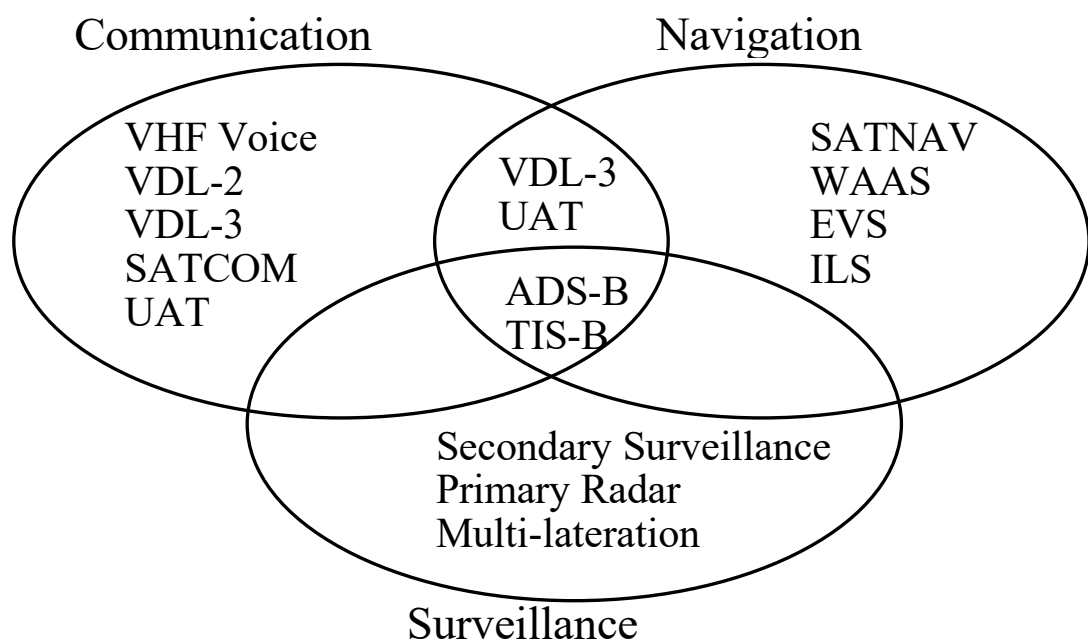 Communication
Navigation
VHF Voice
VDL-2
VDL-3
SATCOM
UAT
VDL-3
UAT
SATNAV
WAAS
EVS
ILS
ADS-B
TIS-B
Secondary Surveillance
Primary Radar
Multi-lateration
Surveillance